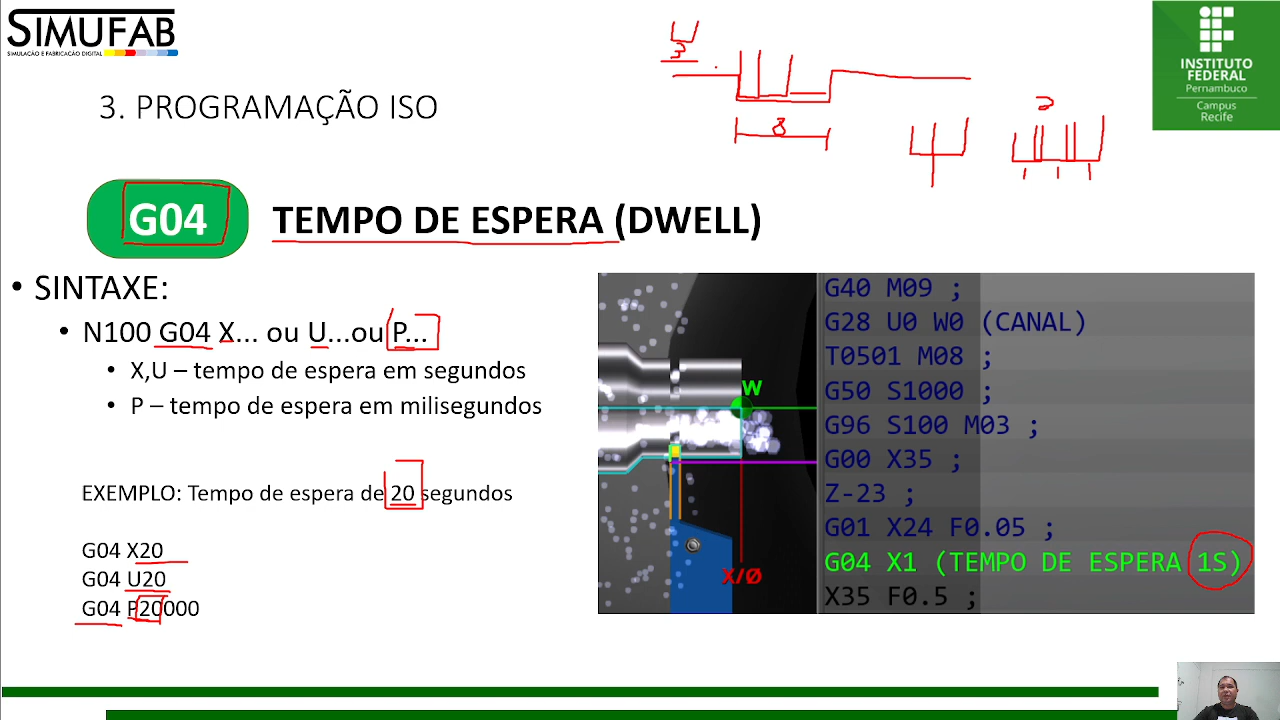 SIMUFAB
SIMULAÇÃO E FABRICAÇÃO DIGITAL
INSTITUTO
FEDERAL
Pernambuco
Campus
Recife
3. PROGRAMAÇÃO ISO
3
8
2
G04
TEMPO DE ESPERA (DWELL)
• SINTAXE:
• N100 G04 X... ou U...ou P...
• X,U – tempo de espera em segundos
• P – tempo de espera em milisegundos
EXEMPLO: Tempo de espera de 20 segundos
G04 X20
G04 U20
G04 P20000
W
X/Ø
G40 M09 ;
G28 U0 W0 (CANAL)
T0501 M08 ;
G50 S1000 ;
G96 S100 M03 ;
G00 X35 ;
Z-23 ;
G01 X24 F0.05 ;
G04 X1 (TEMPO DE ESPERA 1S)
X35 F0.5 ;